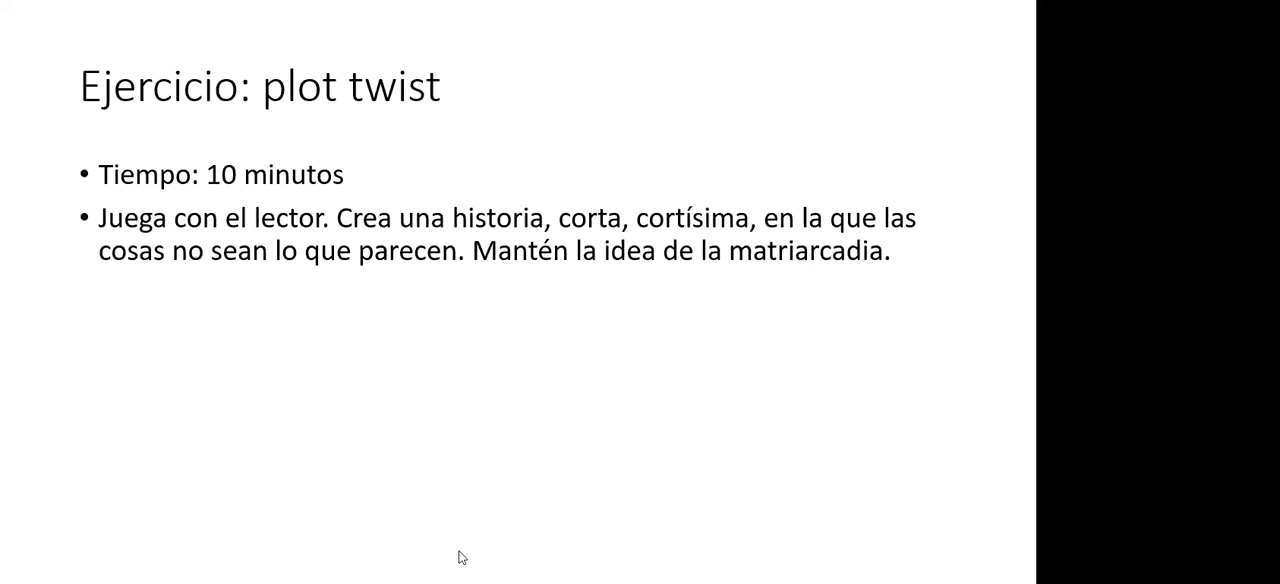 Ejercicio: plot twist
• Tiempo: 10 minutos
• Juega con el lector. Crea una historia, corta, cortísima, en la que las
cosas no sean lo que parecen. Mantén la idea de la matriarcadia.